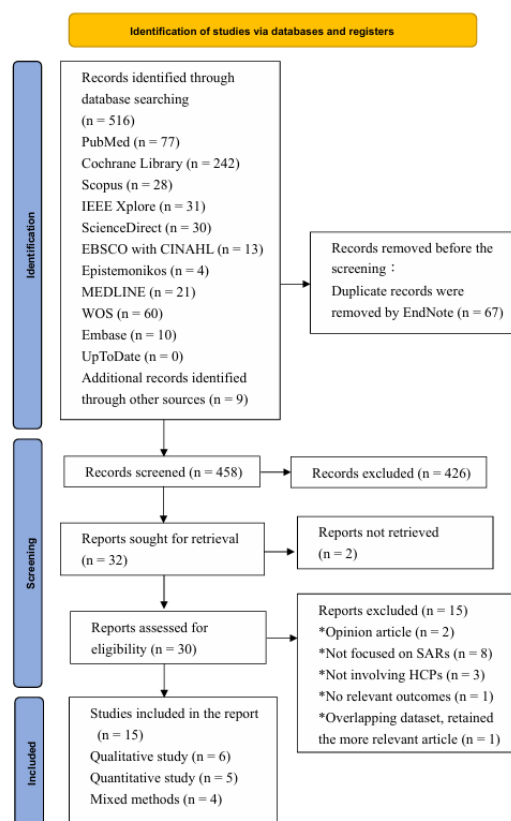 Identification of studies via databases and registers
Identification
Records identified through
database searching
(n = 516)
PubMed (n = 77)
Cochrane Library (n = 242)
Scopus (n = 28)
IEEE Xplore (n = 31)
ScienceDirect (n = 30)
EBSCO with CINAHL (n = 13)
Epistemonikos (n = 4)
MEDLINE (n = 21)
WOS (n = 60)
Embase (n = 10)
UpToDate (n = 0)
Additional records identified
through other sources (n = 9)
Records removed before the
screening：
Duplicate records were
removed by EndNote (n = 67)
Screening
Records screened (n = 458)
Records excluded (n = 426)
Reports sought for retrieval
(n = 32)
Reports not retrieved
(n = 2)
Reports assessed for
eligibility (n = 30)
Reports excluded (n = 15)
*Opinion article (n = 2)
*Not focused on SARs (n = 8)
*Not involving HCPs (n = 3)
*No relevant outcomes (n = 1)
*Overlapping dataset, retained
the more relevant article (n = 1)
Included
Studies included in the report
(n = 15)
Qualitative study (n = 6)
Quantitative study (n = 5)
Mixed methods (n = 4)